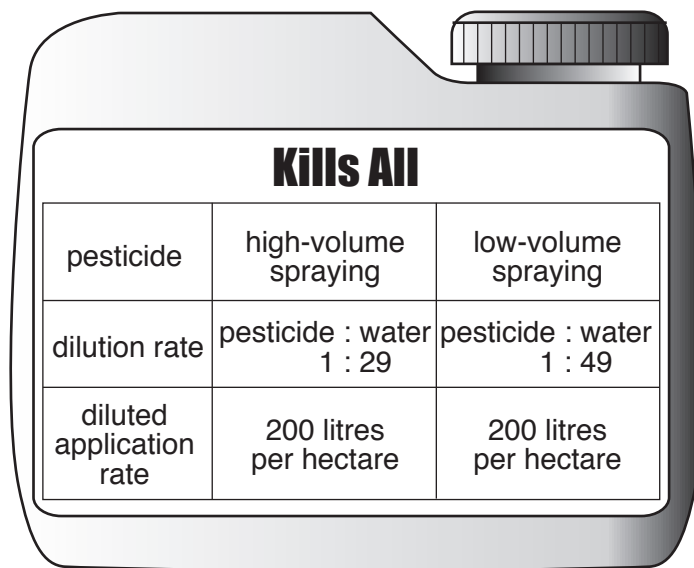 Kills All
pesticide
high-volume
spraying
low-volume
spraying
dilution rate
pesticide : water
1 : 29
pesticide : water
1 : 49
diluted
application
rate
200 litres
per hectare
200 litres
per hectare